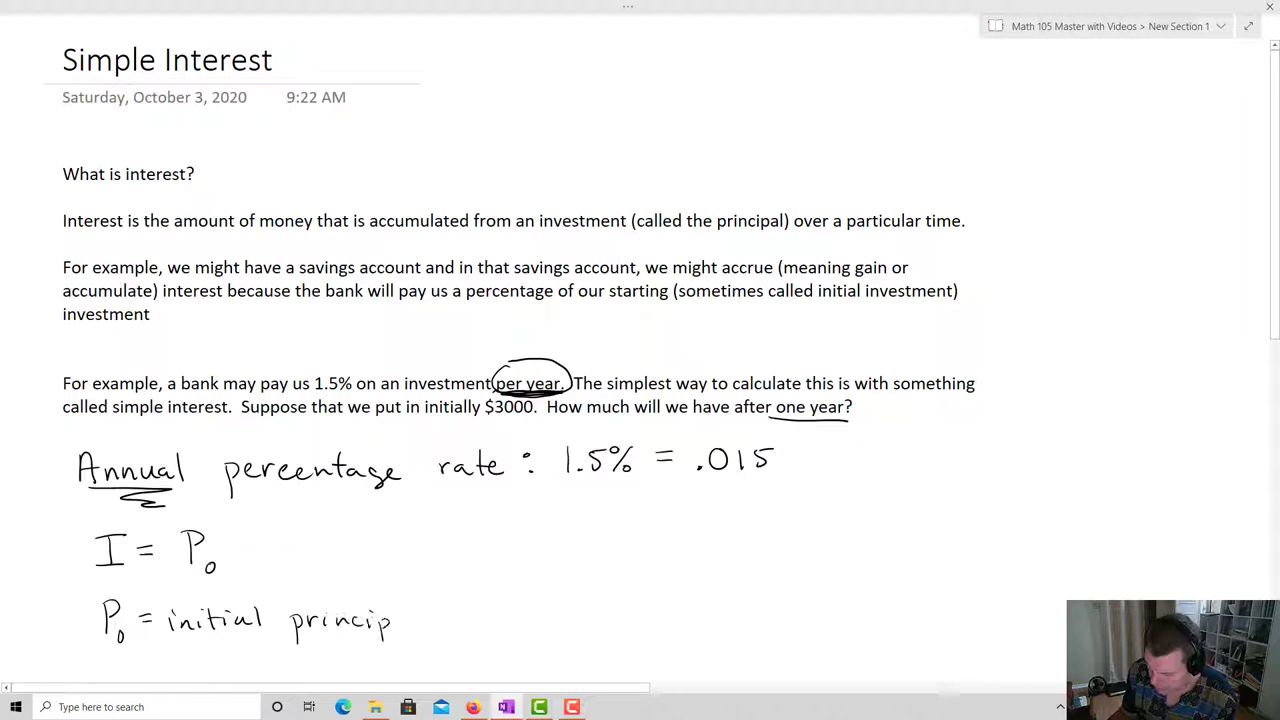 Math 105 Master with Videos > New Section 1
Simple Interest
Saturday, October 3, 2020 9:22 AM
What is interest?
Interest is the amount of money that is accumulated from an investment (called the principal) over a particular time.
For example, we might have a savings account and in that savings account, we might accrue (meaning gain or
accumulate) interest because the bank will pay us a percentage of our starting (sometimes called initial investment)
investment
For example, a bank may pay us 1.5% on an investment per year. The simplest way to calculate this is with something
called simple interest. Suppose that we put in initially $3000. How much will we have after one year?
Annual percentage rate : 1.5% = .015
I = P₀
P₀ = initial princip
Type here to search